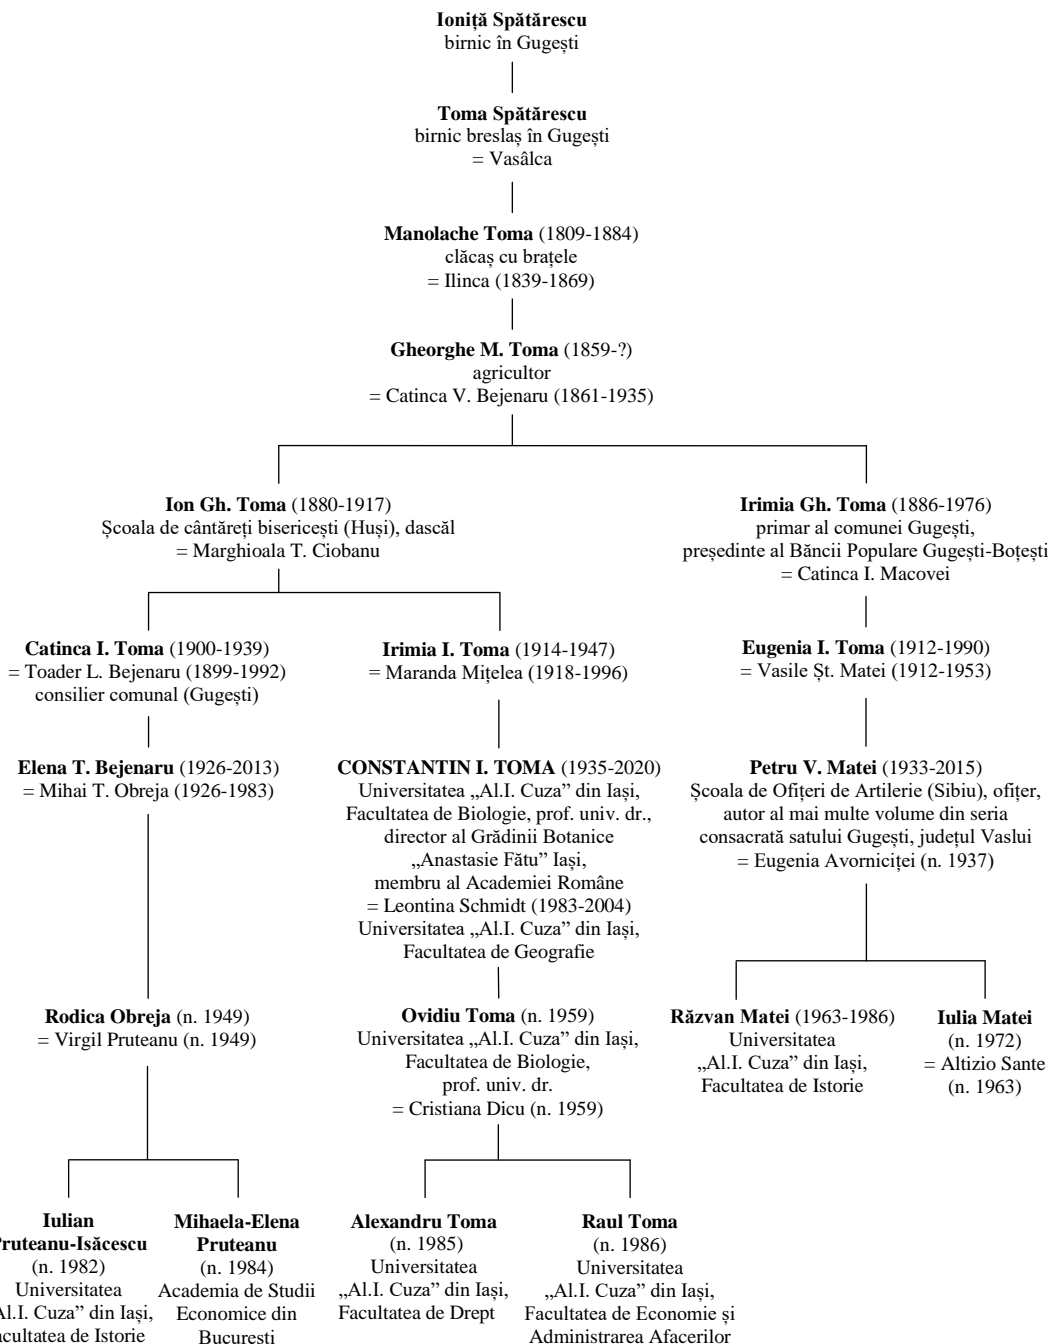 Ioniță Spătărescu
birnic în Gugești
Toma Spătărescu
birnic breslaș în Gugești
= Vasâlca
Manolache Toma (1809-1884)
clăcaș cu brațele
= Ilinca (1839-1869)
Gheorghe M. Toma (1859-?)
agricultor
= Catinca V. Bejenaru (1861-1935)
Ion Gh. Toma (1880-1917)
Școala de cântăreți bisericești (Huși), dascăl
= Marghioala T. Ciobanu
Irimia Gh. Toma (1886-1976)
primar al comunei Gugești,
președinte al Băncii Populare Gugești-Boțești
= Catinca I. Macovei
Catinca I. Toma (1900-1939)
= Toader L. Bejenaru (1899-1992)
consilier comunal (Gugești)
Irimia I. Toma (1914-1947)
= Maranda Mițelea (1918-1996)
Eugenia I. Toma (1912-1990)
= Vasile Șt. Matei (1912-1953)
Elena T. Bejenaru (1926-2013)
= Mihai T. Obreja (1926-1983)
CONSTANTIN I. TOMA (1935-2020)
Universitatea „Al.I. Cuza” din Iași,
Facultatea de Biologie, prof. univ. dr.,
director al Grădinii Botanice
„Anastasie Fătu” Iași,
membru al Academiei Române
= Leontina Schmidt (1983-2004)
Universitatea „Al.I. Cuza” din Iași,
Facultatea de Geografie
Petru V. Matei (1933-2015)
Școala de Ofițeri de Artilerie (Sibiu), ofițer,
autor al mai multe volume din seria
consacrată satului Gugești, județul Vaslui
= Eugenia Avorniciței (n. 1937)
Rodica Obreja (n. 1949)
= Virgil Pruteanu (n. 1949)
Ovidiu Toma (n. 1959)
Universitatea „Al.I. Cuza” din Iași,
Facultatea de Biologie,
prof. univ. dr.
= Cristiana Dicu (n. 1959)
Răzvan Matei (1963-1986)
Universitatea
„Al.I. Cuza” din Iași,
Facultatea de Istorie
Iulia Matei
(n. 1972)
= Altizio Sante
(n. 1963)
Iulian
Pruteanu-Isăcescu
(n. 1982)
Universitatea
Al.I. Cuza” din Iași,
Facultatea de Istorie
Mihaela-Elena
Pruteanu
(n. 1984)
Academia de Studii
Economice din
București
Alexandru Toma
(n. 1985)
Universitatea
„Al.I. Cuza” din Iași,
Facultatea de Drept
Raul Toma
(n. 1986)
Universitatea
„Al.I. Cuza” din Iași,
Facultatea de Economie și
Administrarea Afacerilor